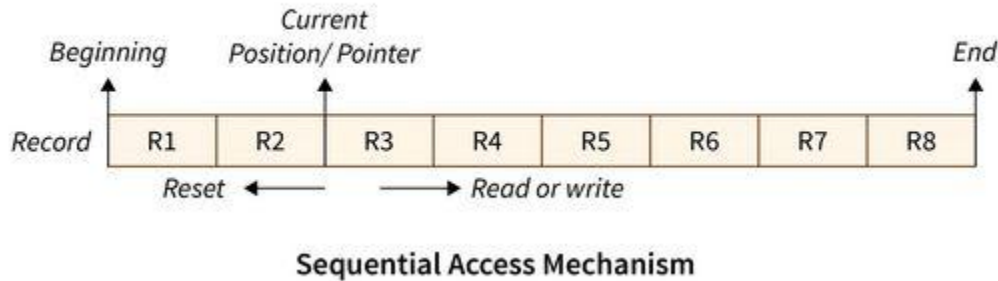 Current
Beginning Position/ Pointer End
Record R1 R2 R3 R4 R5 R6 R7 R8
Reset Read or write
Sequential Access Mechanism